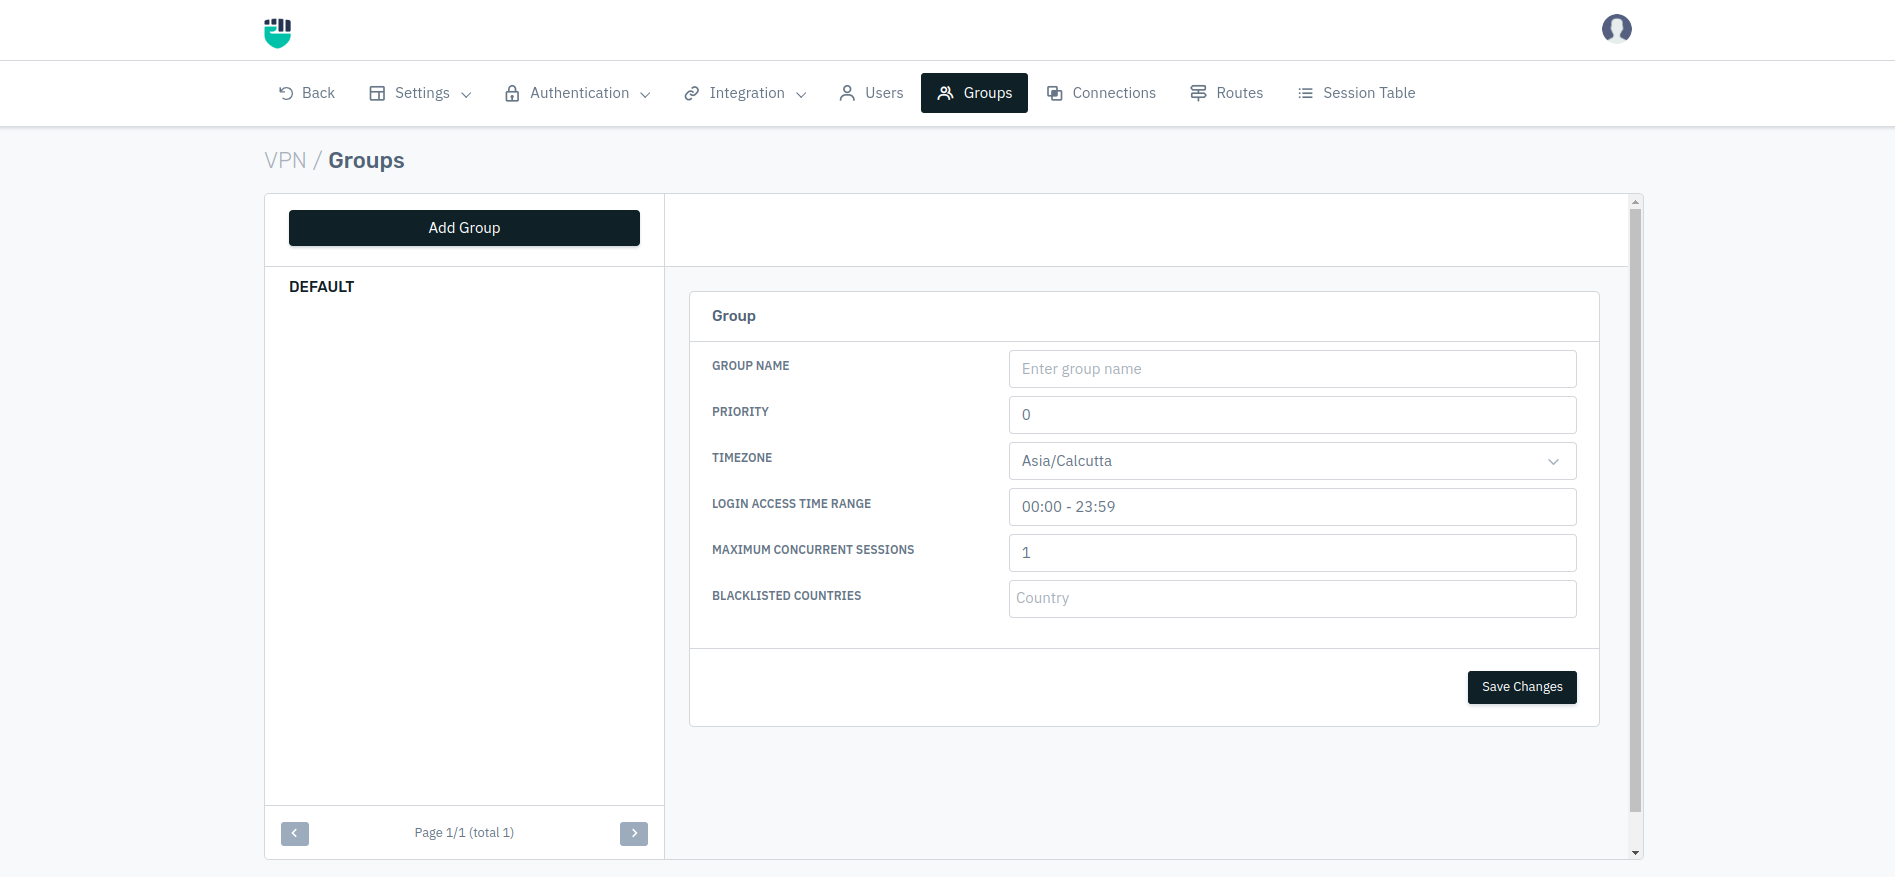 Back
Settings
Authentication
Integration
Users
Groups
Connections
Routes
Session Table
VPN / Groups
Add Group
DEFAULT
Group
GROUP NAME
Enter group name
PRIORITY
0
TIMEZONE
Asia/Calcutta
LOGIN ACCESS TIME RANGE
00:00 - 23:59
MAXIMUM CONCURRENT SESSIONS
1
BLACKLISTED COUNTRIES
Country
Save Changes
Page 1/1 (total 1)